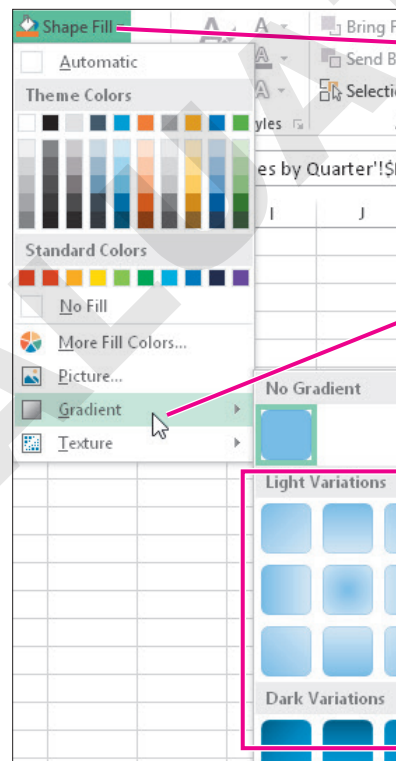 Shape Fill
Bring F
Automatic
Send B
Theme Colors
Selecti
yles
es by Quarter'!$
I J
Standard Colors
No Fill
More Fill Colors...
Picture...
Gradient
No Gradient
Texture
Light Variations
Dark Variations